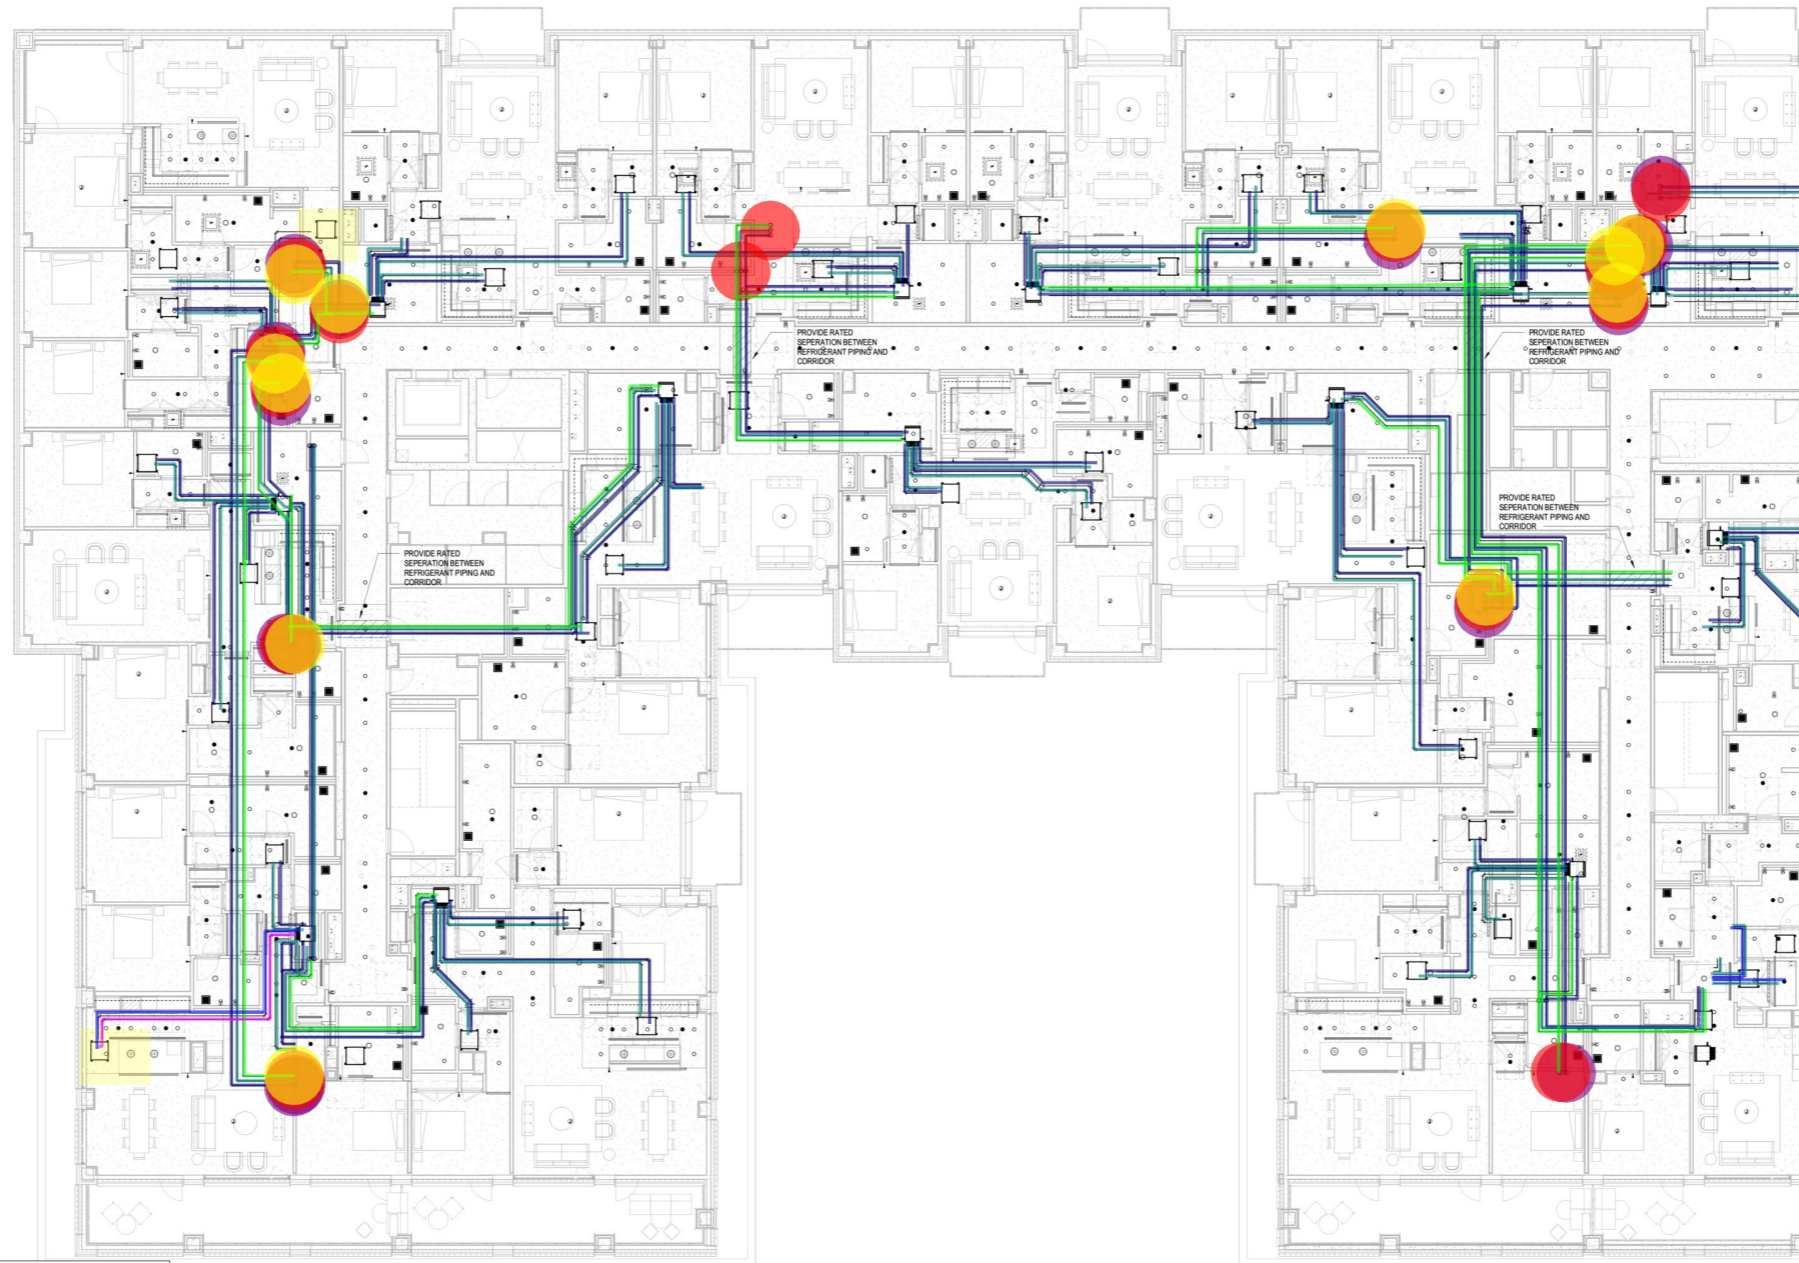 PROVIDE RATED
SEPERATION BETWEEN
REFRIGERANT PIPING AND
CORRIDOR
PROVIDE RATED
SEPERATION BETWEEN
REFRIGERANT PIPING AND
CORRIDOR
PROVIDE RATED
SEPERATION BETWEEN
REFRIGERANT PIPING AND
CORRIDOR
PROVIDE RATED
SEPERATION BETWEEN
REFRIGERANT PIPING AND
CORRIDOR